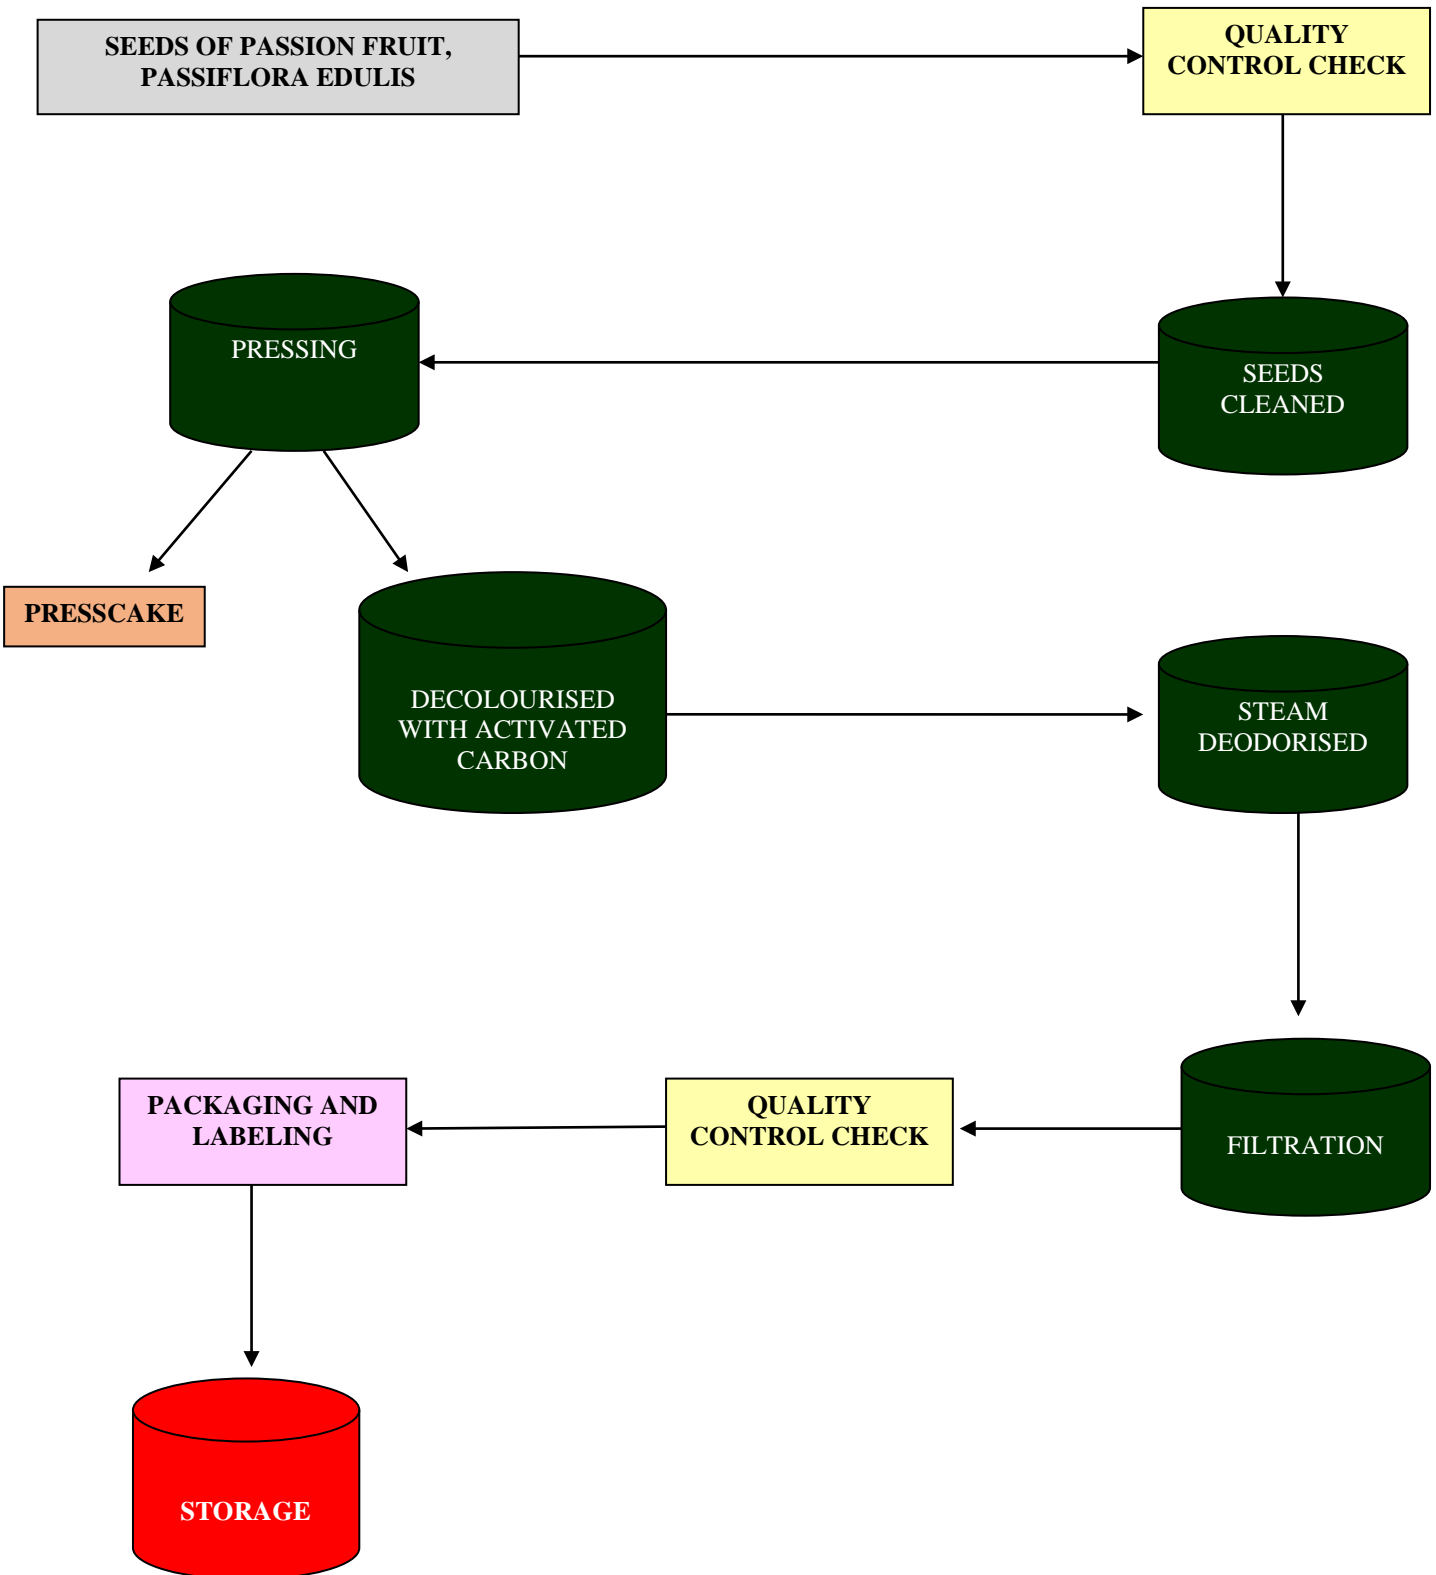 SEEDS OF PASSION FRUIT,
PASSIFLORA EDULIS
QUALITY
CONTROL CHECK
SEEDS
CLEANED
PRESSING
PRESSCAKE
DECOLOURISED
WITH ACTIVATED
CARBON
STEAM
DEODORISED
FILTRATION
QUALITY
CONTROL CHECK
PACKAGING AND
LABELING
STORAGE